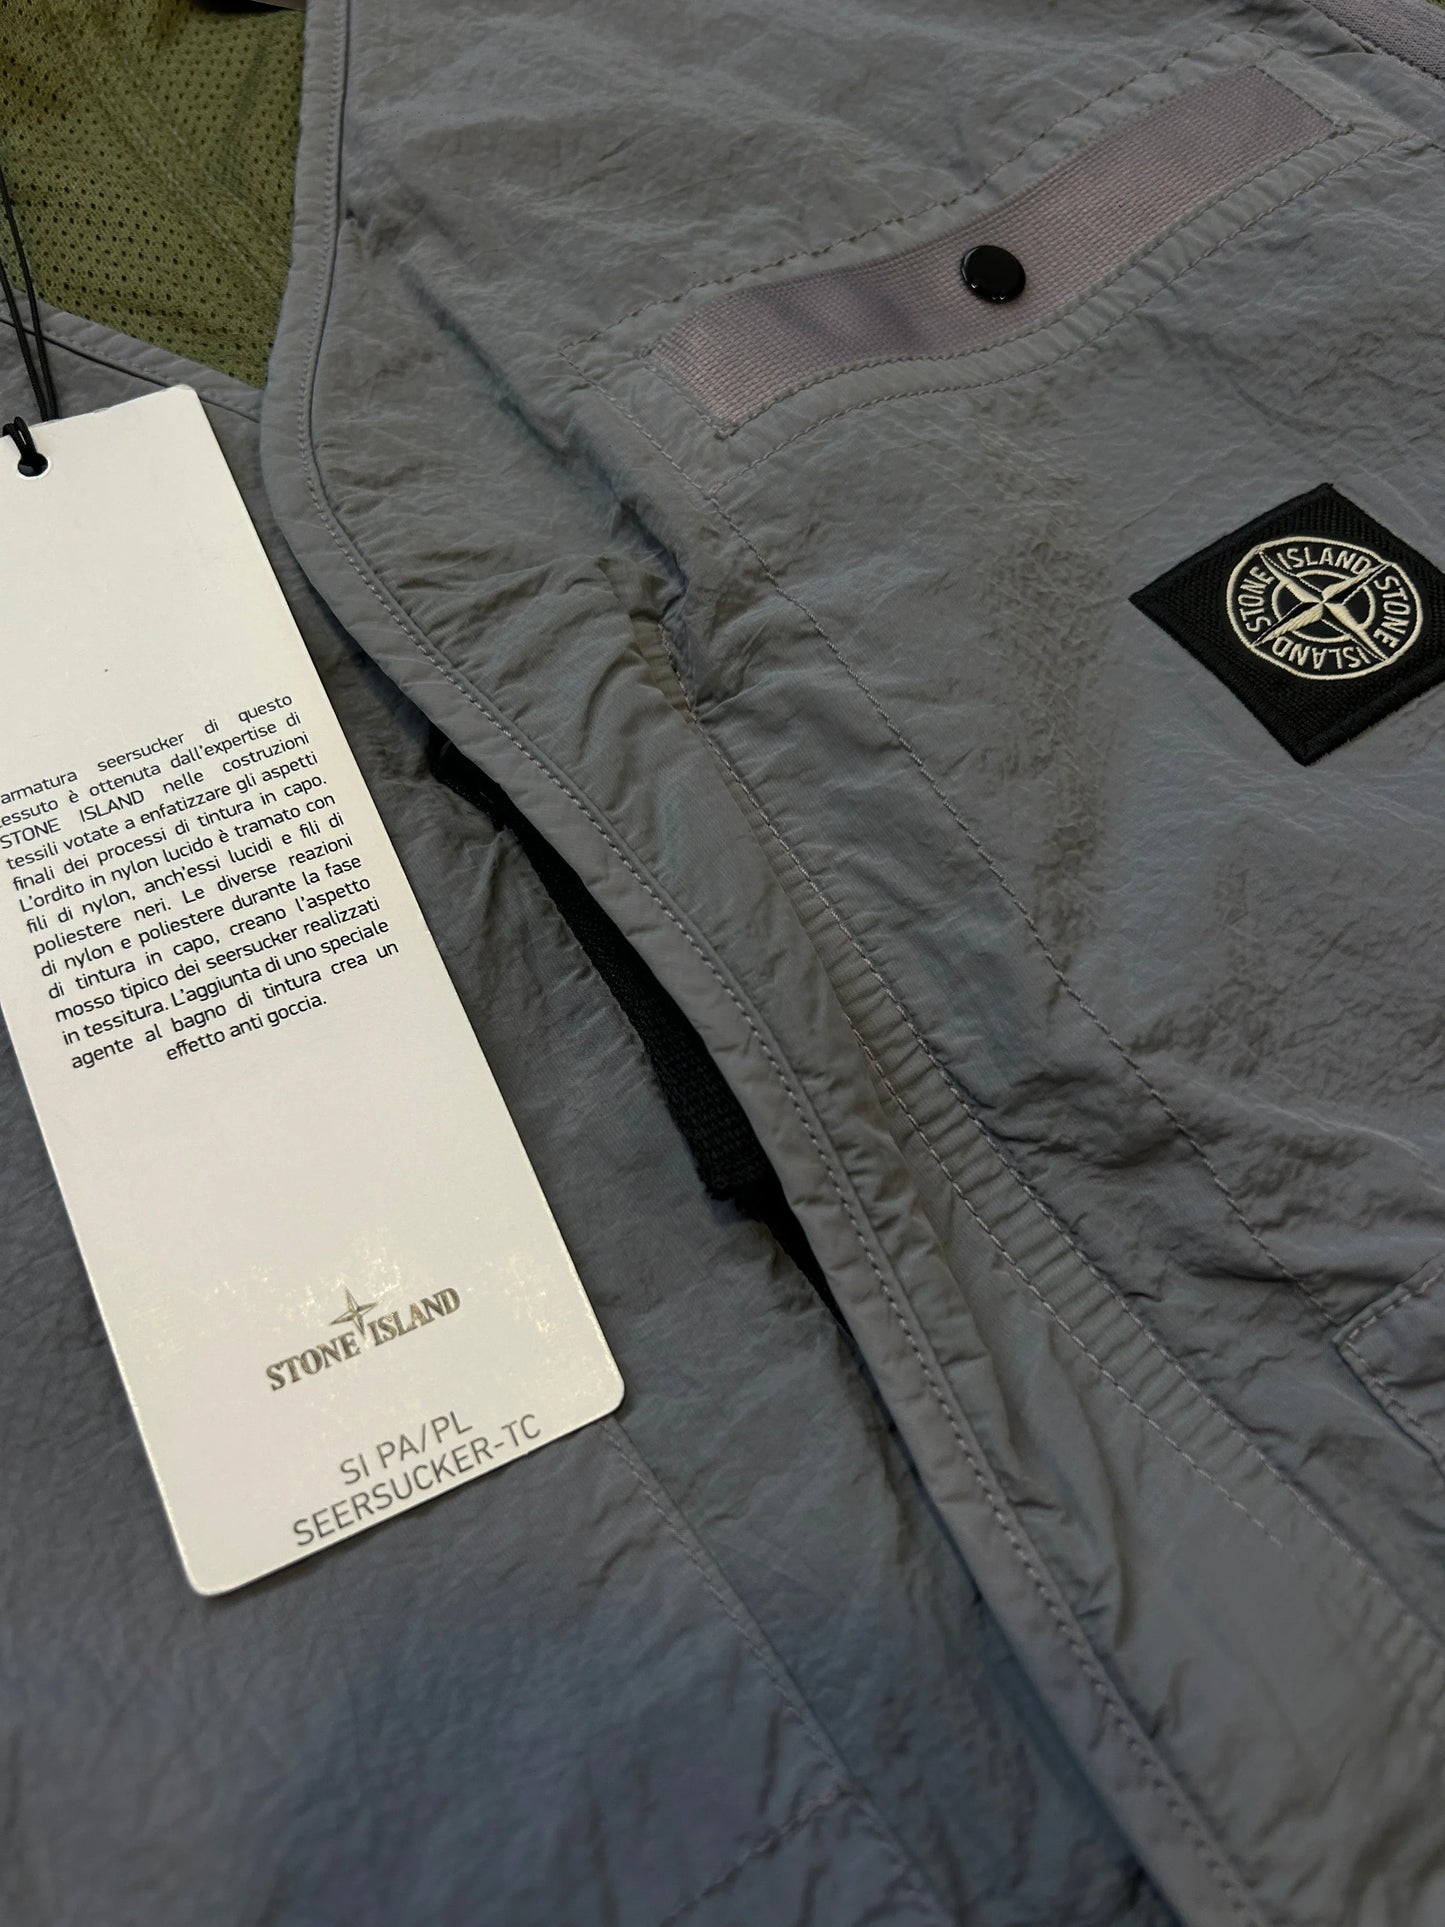 armatura seersucker di questo
tessuto è ottenuta dall'expertise di
STONE ISLAND nelle costruzioni
tessili votate a enfatizzare gli aspetti
finali dei processi di tintura in capo.
L'ordito in nylon lucido è tramato con
fili di nylon, anch'essi lucidi e fili di
poliestere neri. Le diverse reazioni
di nylon e poliestere durante la fase
di tintura in capo, creano l'aspetto
mosso tipico dei seersucker realizzati
in tessitura. L'aggiunta di uno speciale
agente al bagno di tintura crea un
effetto anti goccia.
STONE ISLAND
SI PA/PL
SEERSUCKER-TC
STONE ISLAND STONE ISLAND